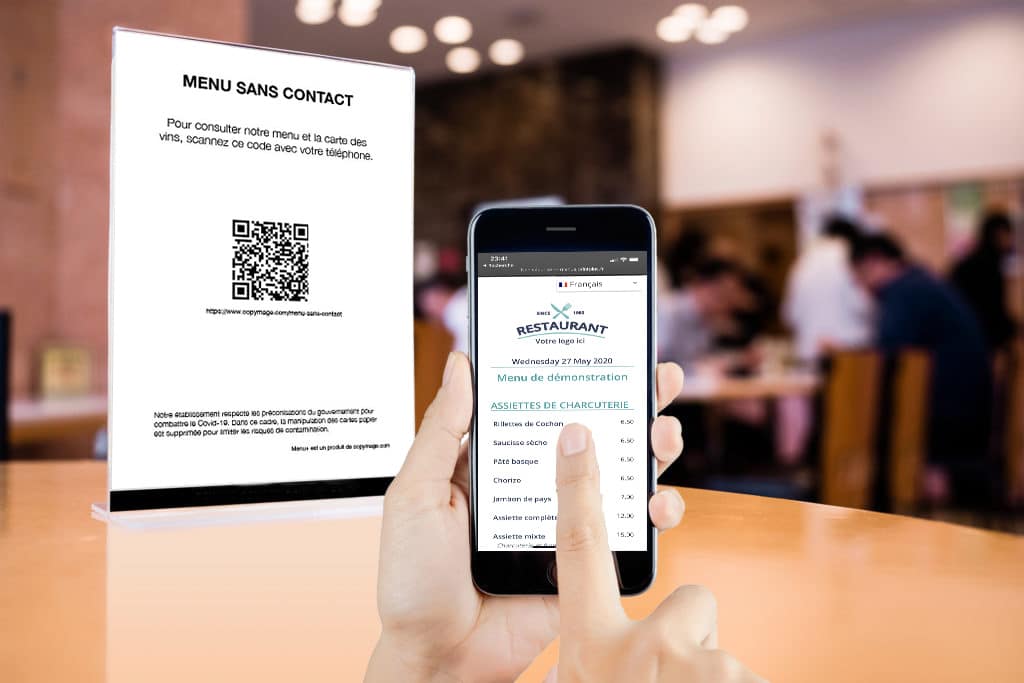 MENU SANS CONTACT
Pour consulter notre menu et la carte des
vins, scannez ce code avec votre téléphone.
https://www.copymage.com/menu-sans-contact
Notre établissement respecte les préconisations du gouvernement pour
combattre le Covid-19. Dans ce cadre, la manipulation des cartes papier
est supprimée pour limiter les risques de contamination.
Menu+ est un produit de copymage.com
23:41
Recherche
Français
SINCE 1980
RESTAURANT
Votre logo ici
Wednesday 27 May 2020
Menu de démonstration
ASSIETTES DE CHARCUTERIE
Rillettes de Cochon 6.50
Saucisse sèche 6.50
Pâté basque 6.50
Chorizo 6.50
Jambon de pays 7.00
Assiette complète 12.00
Assiette mixte 15.00
Charcuterie et